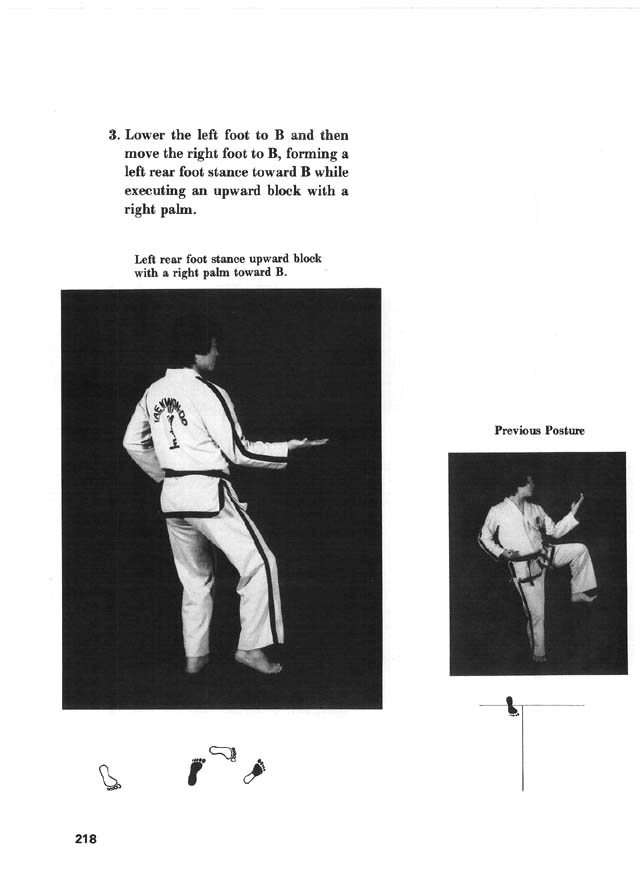 3. Lower the left foot to B and then
move the right foot to B, forming a
left rear foot stance toward B while
executing an upward block with a
right palm.
Left rear foot stance upward block
with a right palm toward B.
TAEKWON-DO
Previous Posture
218